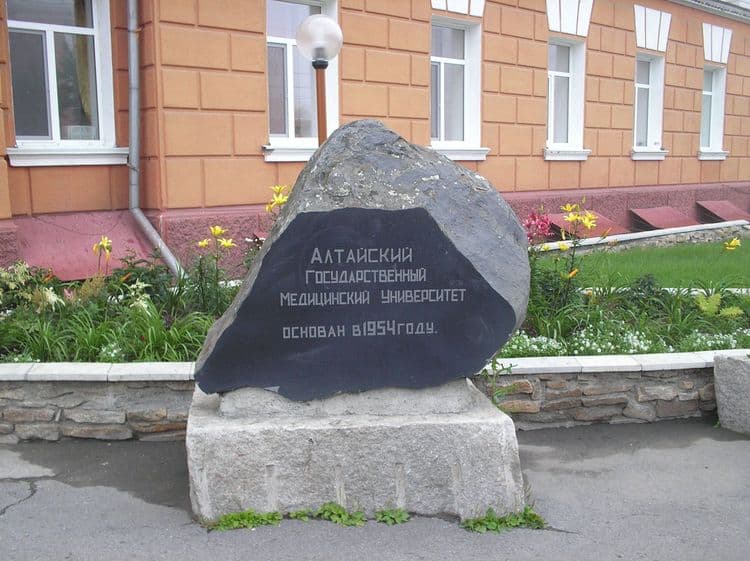 Алтайский
государственный
медицинский университет
основан в 1954 году.